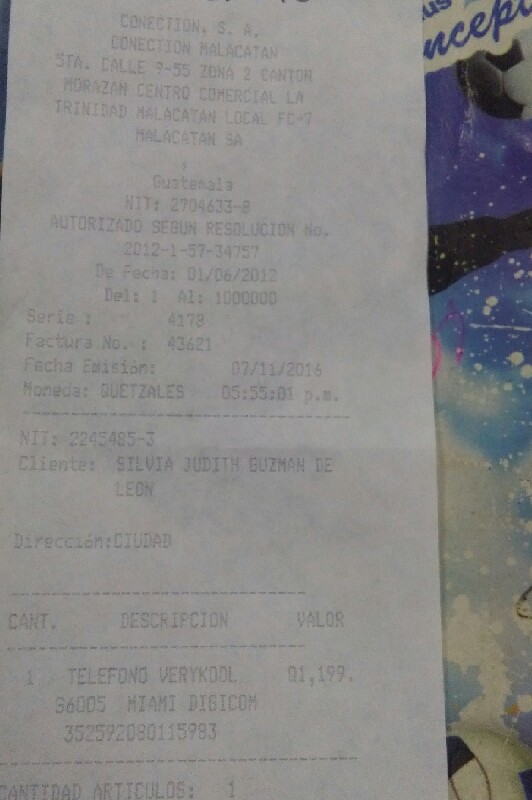 CONECTION, S. A.
CONECTION MALACATAN
5TA. CALLE 9-55 ZONA 2 CANTON
MORAZAN CENTRO COMERCIAL LA
TRINIDAD MALACATAN LOCAL FC-7
MALACATAN SA
,
Guatemala
NIT: 2704633-8
AUTORIZADO SEGUN RESOLUCION No.
2012-1-57-34757
De Fecha: 01/06/2012
Del: 1 Al: 1000000
Serie : 4178
Factura No. : 43621
Fecha Emisión: 07/11/2016
Moneda: QUETZALES 05:55:01 p.m.
NIT: 2245485-3
Cliente: SILVIA JUDITH GUZMAN DE
LEON
Dirección:CIUDAD
CANT. DESCRIPCION VALOR
1 TELEFONO VERYKOOL Q1,199.
S6005 MIAMI DIGICOM
352592080115983
CANTIDAD ARTICULOS: 1